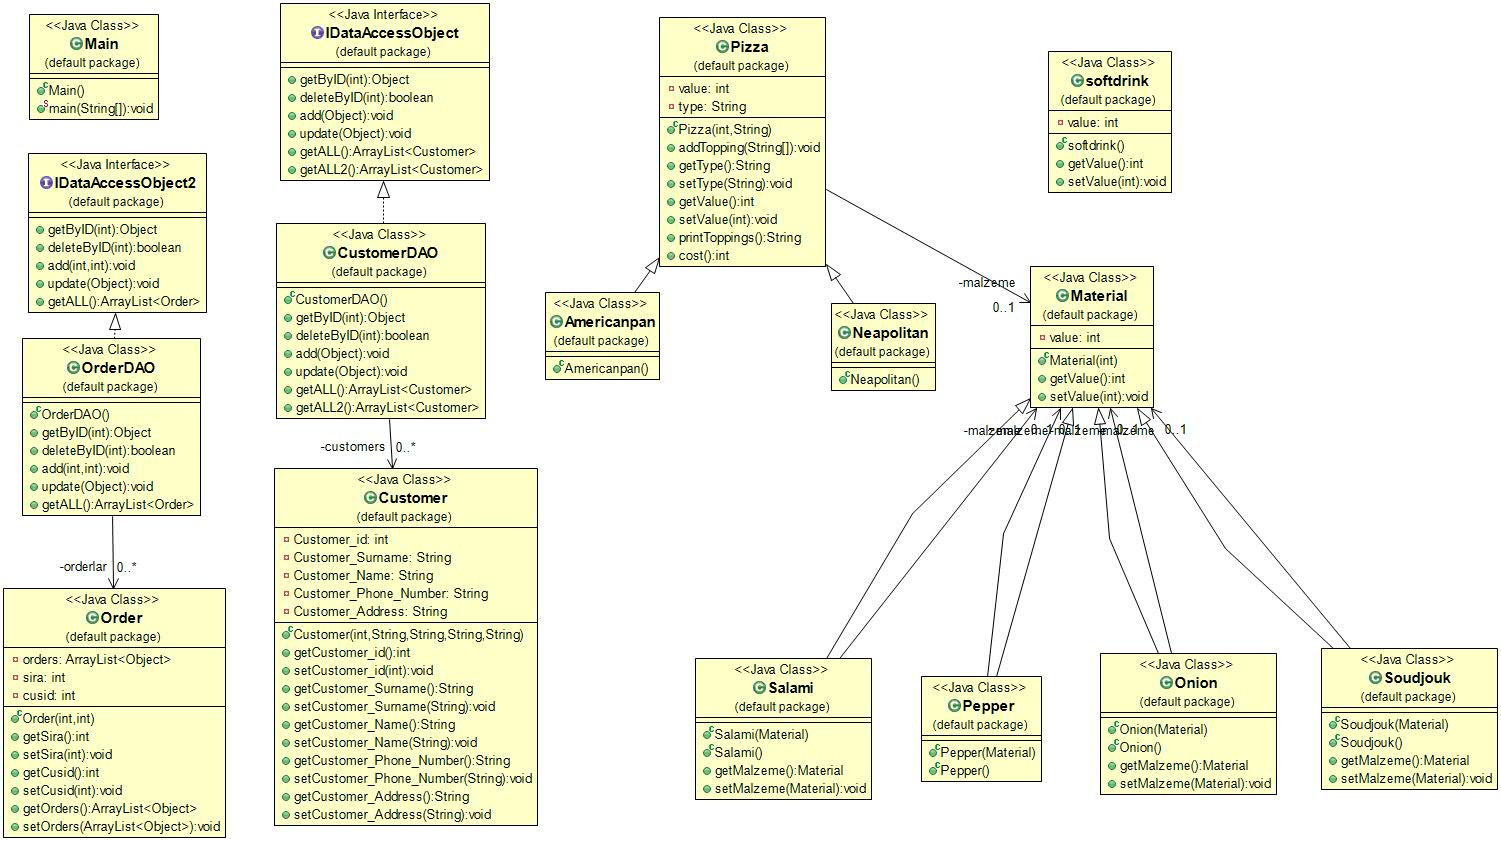 <<Java Class>>
Main
(default package)
Main()
main(String[]):void
<<Java Interface>>
IDataAccessObject
(default package)
getByID(int):Object
deleteByID(int):boolean
add(Object):void
update(Object):void
getALL():ArrayList<Customer>
getALL2():ArrayList<Customer>
<<Java Class>>
Pizza
(default package)
value: int
type: String
Pizza(int,String)
addTopping(String[]):void
getType():String
setType(String):void
getValue():int
setValue(int):void
printToppings():String
cost():int
<<Java Class>>
softdrink
(default package)
value: int
softdrink()
getValue():int
setValue(int):void
<<Java Interface>>
IDataAccessObject2
(default package)
getByID(int):Object
deleteByID(int):boolean
add(int,int):void
update(Object):void
getALL():ArrayList<Order>
<<Java Class>>
CustomerDAO
(default package)
CustomerDAO()
getByID(int):Object
deleteByID(int):boolean
add(Object):void
update(Object):void
getALL():ArrayList<Customer>
getALL2():ArrayList<Customer>
<<Java Class>>
Americanpan
(default package)
Americanpan()
<<Java Class>>
Neapolitan
(default package)
Neapolitan()
-malzeme
0..1
<<Java Class>>
Material
(default package)
value: int
Material(int)
getValue():int
setValue(int):void
<<Java Class>>
OrderDAO
(default package)
OrderDAO()
getByID(int):Object
deleteByID(int):boolean
add(int,int):void
update(Object):void
getALL():ArrayList<Order>
-customers 0..*
-malzeme
0..1
<<Java Class>>
Customer
(default package)
Customer_id: int
Customer_Surname: String
Customer_Name: String
Customer_Phone_Number: String
Customer_Address: String
Customer(int,String,String,String,String)
getCustomer_id():int
setCustomer_id(int):void
getCustomer_Surname():String
setCustomer_Surname(String):void
getCustomer_Name():String
setCustomer_Name(String):void
getCustomer_Phone_Number():String
setCustomer_Phone_Number(String):void
getCustomer_Address():String
setCustomer_Address(String):void
-orderlar 0..*
<<Java Class>>
Order
(default package)
orders: ArrayList<Object>
sira: int
cusid: int
Order(int,int)
getSira():int
setSira(int):void
getCusid():int
setCusid(int):void
getOrders():ArrayList<Object>
setOrders(ArrayList<Object>):void
<<Java Class>>
Salami
(default package)
Salami(Material)
Salami()
getMalzeme():Material
setMalzeme(Material):void
<<Java Class>>
Pepper
(default package)
Pepper(Material)
Pepper()
<<Java Class>>
Onion
(default package)
Onion(Material)
Onion()
getMalzeme():Material
setMalzeme(Material):void
<<Java Class>>
Soudjouk
(default package)
Soudjouk(Material)
Soudjouk()
getMalzeme():Material
setMalzeme(Material):void